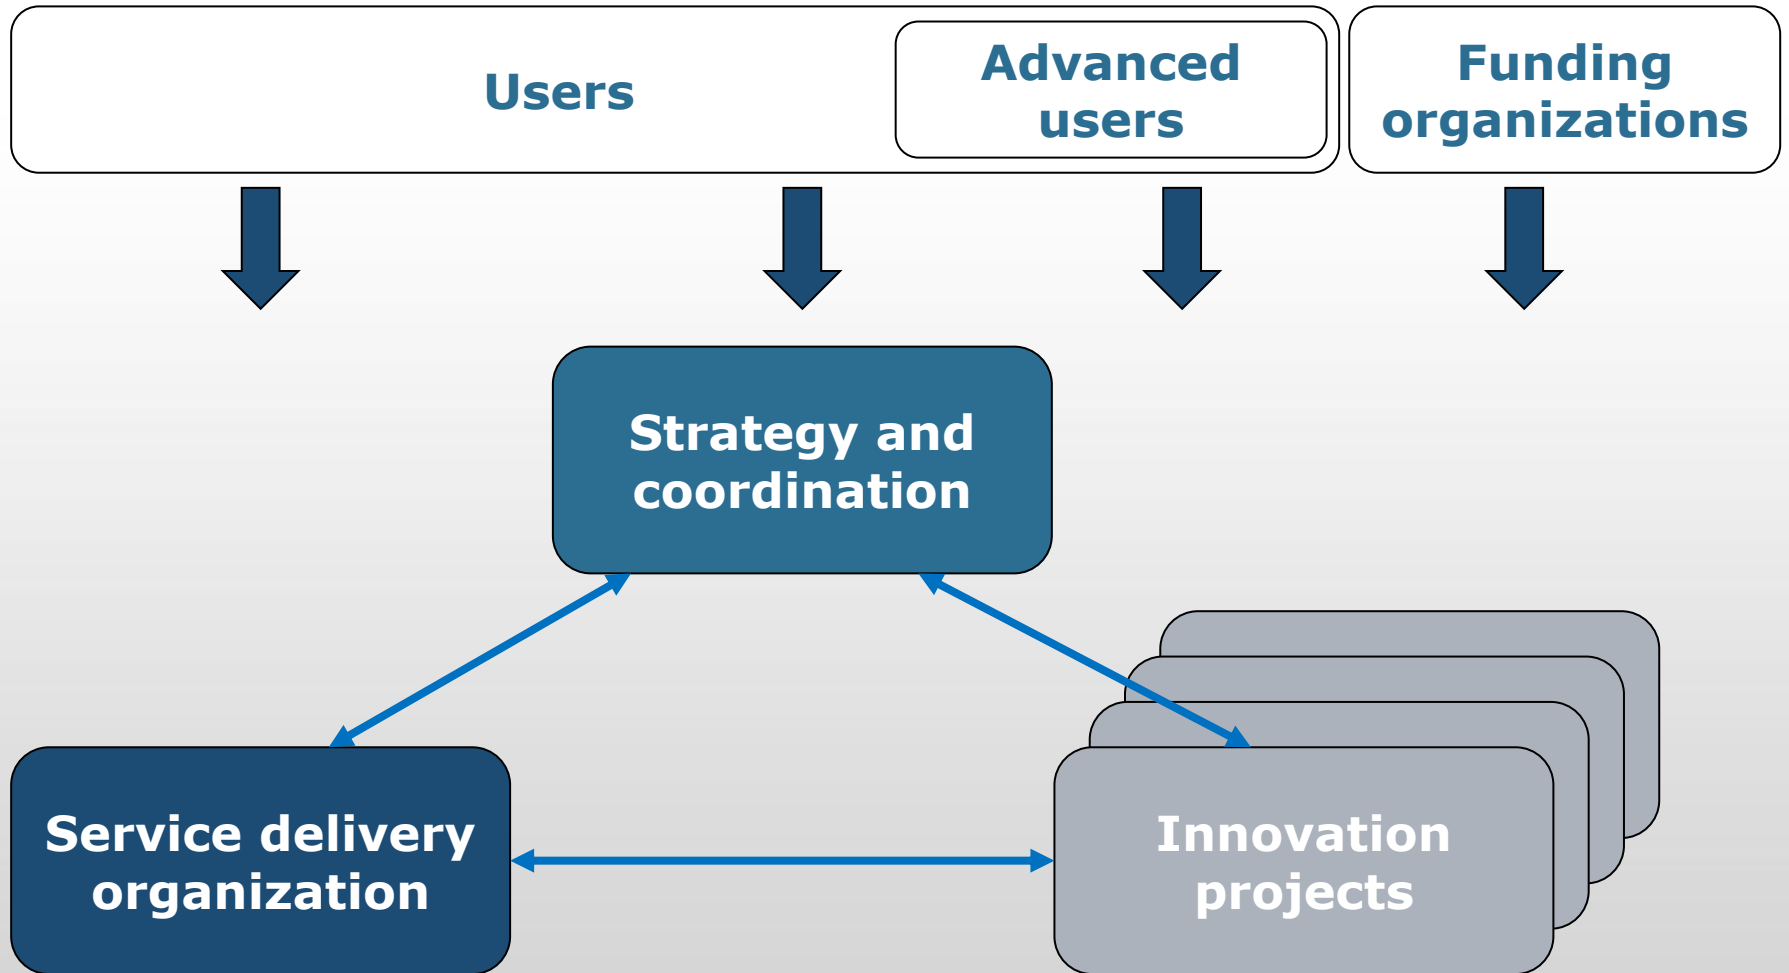 Users
Advanced
users
Funding
organizations
Strategy and
coordination
Service delivery
organization
Innovation
projects